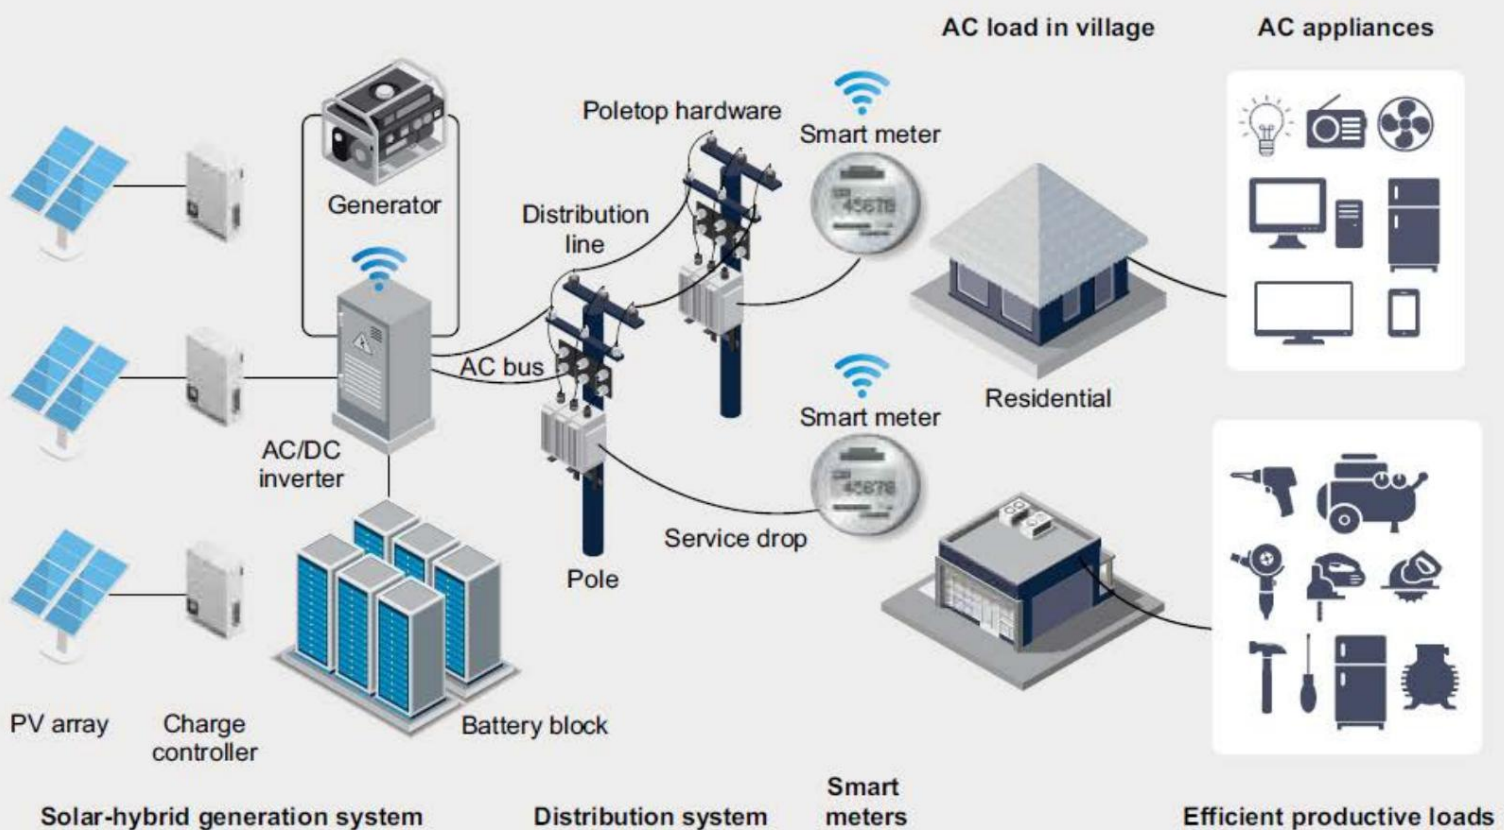 AC load in village
AC appliances
Poletop hardware
Smart meter
45678
Generator
Distribution
line
AC bus
Smart meter
45678
Residential
AC/DC
inverter
Service drop
Pole
PV array
Charge
controller
Battery block
Solar-hybrid generation system
Distribution system
Smart
meters
Efficient productive loads